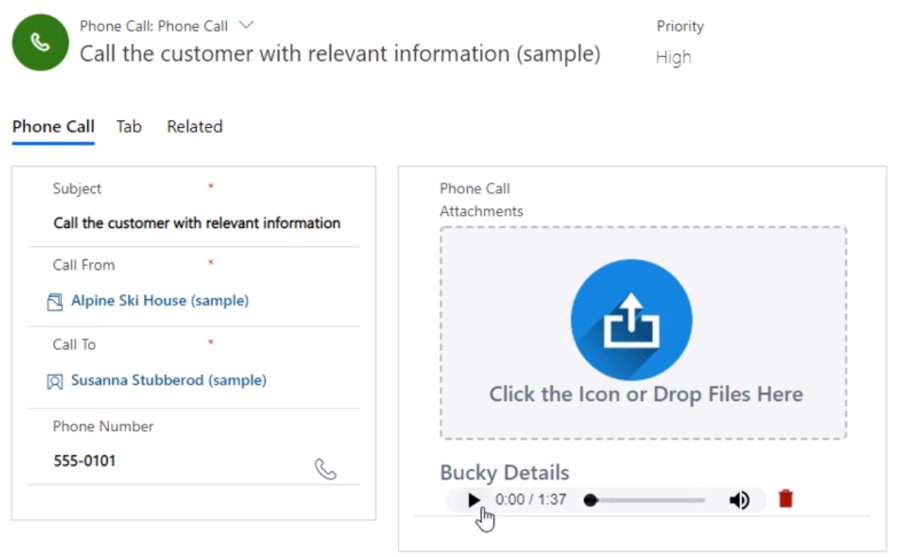 Phone Call: Phone Call
Call the customer with relevant information (sample)
Priority
High
Phone Call
Tab
Related
Subject *
Call the customer with relevant information
Call From *
Alpine Ski House (sample)
Call To *
Susanna Stubberod (sample)
Phone Number
555-0101
Phone Call
Attachments
Click the Icon or Drop Files Here
Bucky Details
0:00 / 1:37